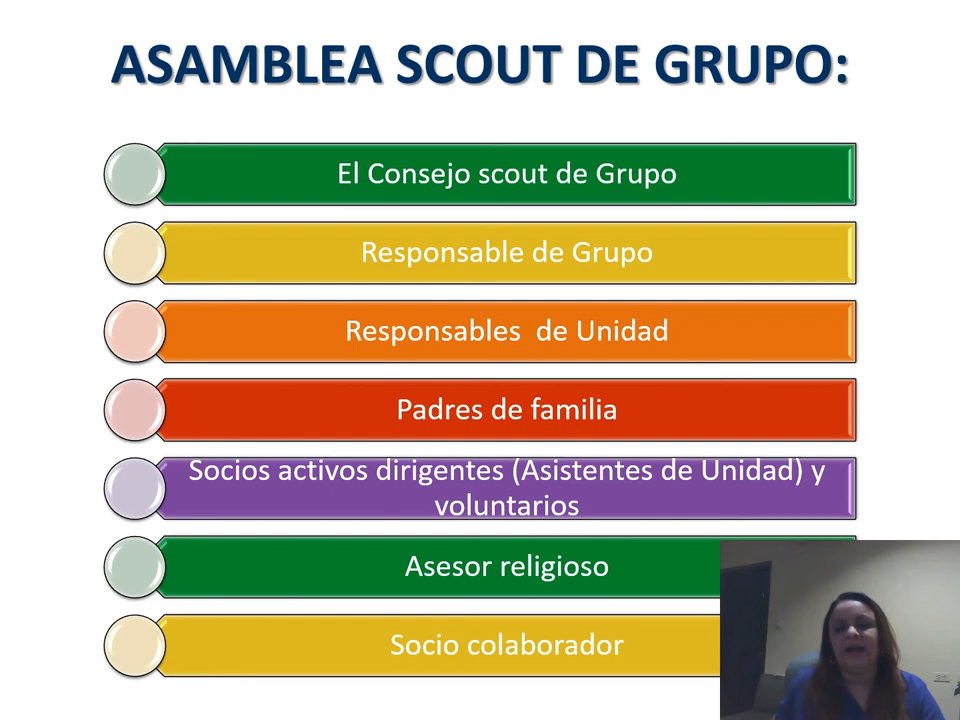 ASAMBLEA SCOUT DE GRUPO:
El Consejo scout de Grupo
Responsable de Grupo
Responsables  de Unidad
Padres de familia
Socios activos dirigentes (Asistentes de Unidad) y
voluntarios
Asesor religioso
Socio colaborador